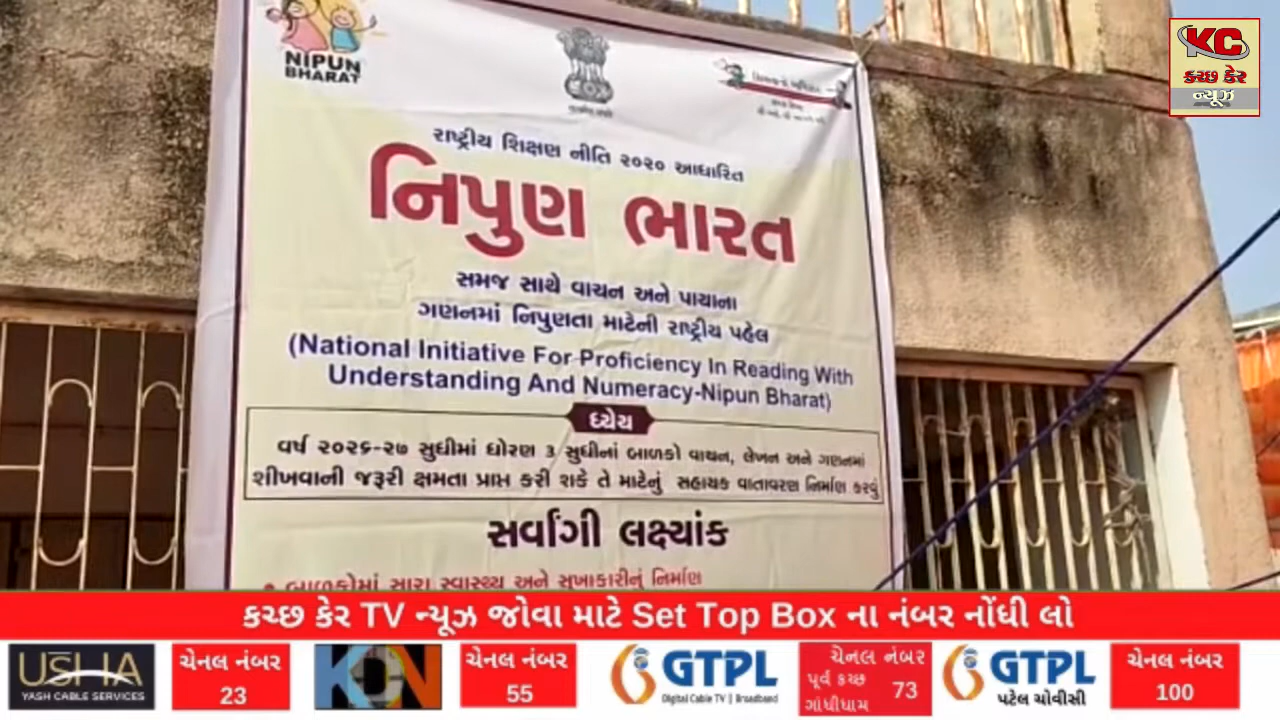 NIPUN
BHARAT
KC
કચ્છ કેર
ન્યૂઝ
રાષ્ટ્રીય શિક્ષણ નીતિ ૨૦૨૦ આધારિત
નિપુણ ભારત
સમજ સાથે વાચન અને પાયાના
ગણનમાં નિપુણતા માટેની રાષ્ટ્રીય પહેલ
(National Initiative For Proficiency In Reading With
Understanding And Numeracy-Nipun Bharat)
ધ્યેય
વર્ષ ૨૦૨૬-૨૭ સુધીમાં ધોરણ ૩ સુધીનાં બાળકો વાચન, લેખન અને ગણનમાં
શીખવાની જરૂરી ક્ષમતા પ્રાપ્ત કરી શકે તે માટેનું સહાયક વાતાવરણ નિર્માણ કરવું
સર્વાંગી લક્ષ્યાંક
• બાળકોમાં સારા સ્વાસ્થ્ય અને સુખાકારીનું નિર્માણ
કચ્છ કેર TV ન્યૂઝ જોવા માટે Set Top Box ના નંબર નોંધી લો
USHA
YASH CABLE SERVICES
ચેનલ નંબર
23
KDN
ચેનલ નંબર
55
GTPL
Digital Cable TV | Broadband
ચેનલ નંબર
પૂર્વ કચ્છ
ગાંધીધામ
73
GTPL
પટેલ ચોવીસી
ચેનલ નંબર
100